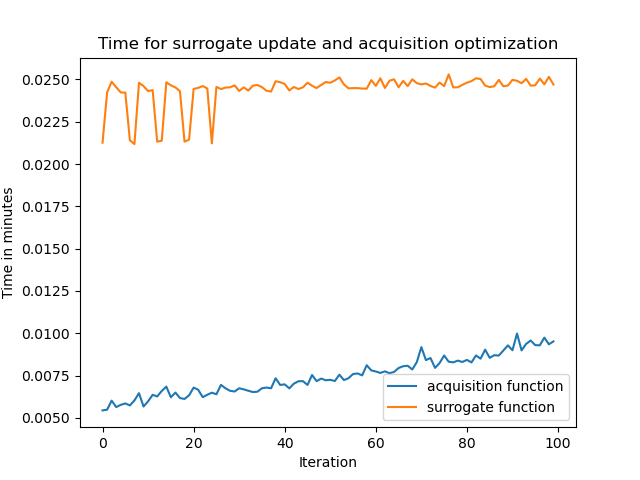 Time for surrogate update and acquisition optimization
0.0250
0.0225
0.0200
0.0175
0.0150
0.0125
0.0100
0.0075
0.0050
Time in minutes
acquisition function
surrogate function
0 20 40 60 80 100
Iteration